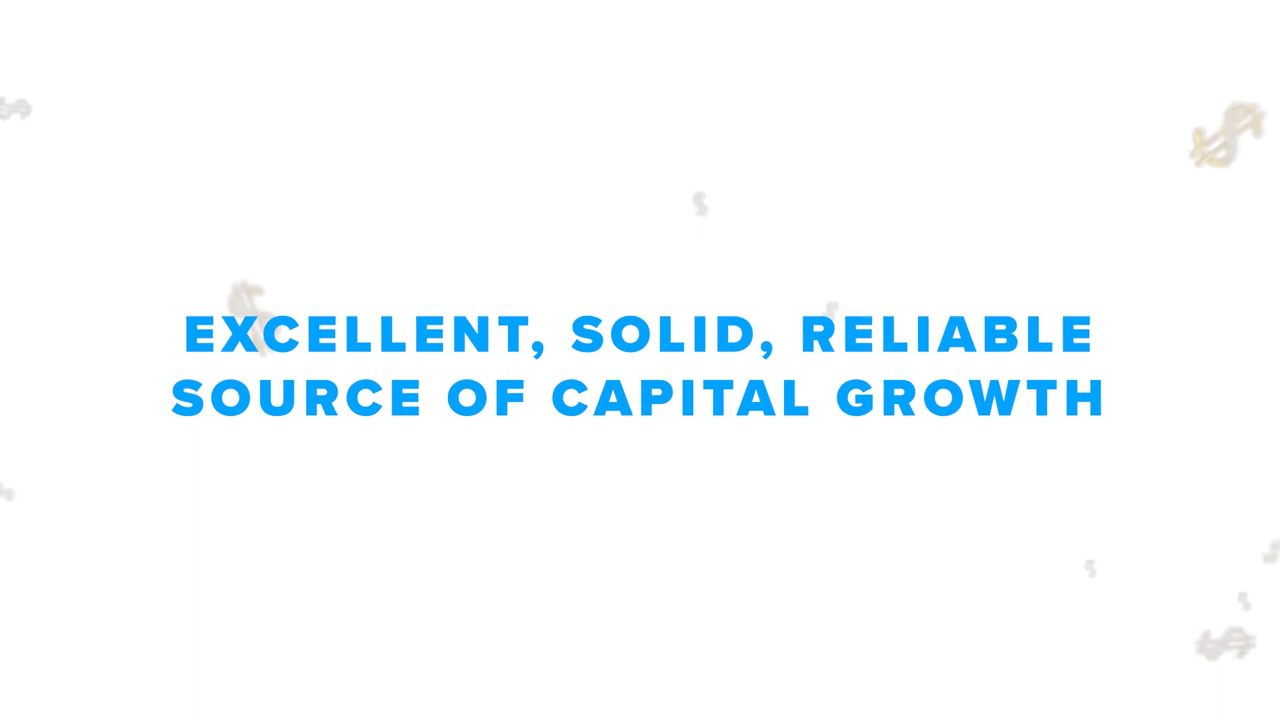 EXCELLENT, SOLID, RELIABLE
SOURCE OF CAPITAL GROWTH